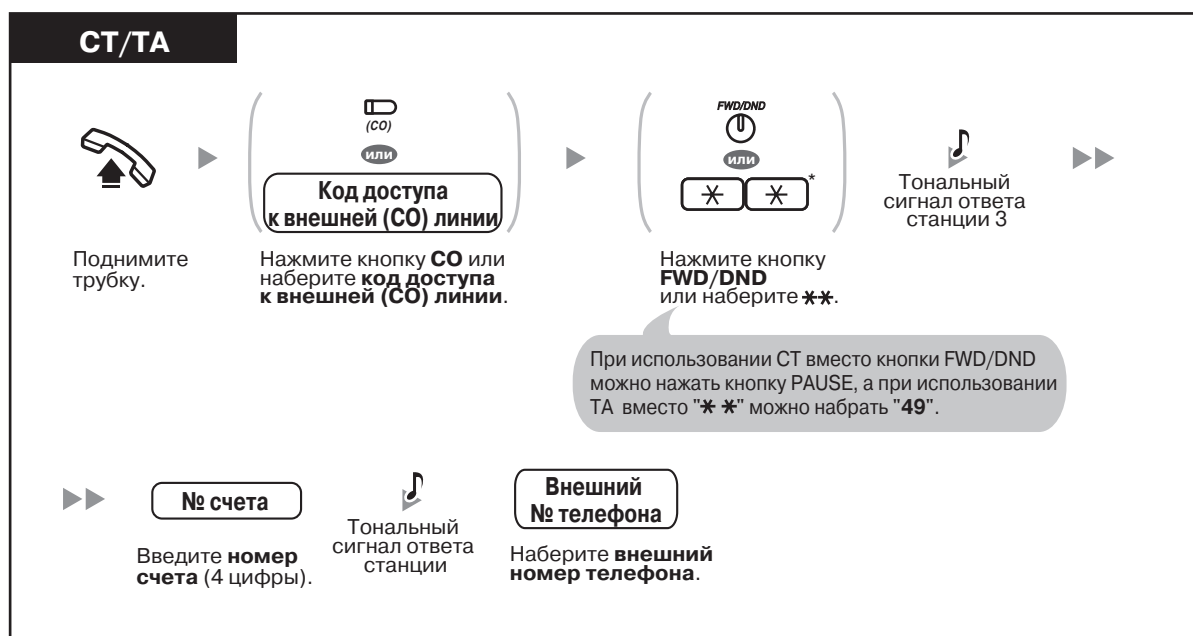 СТ/ТА
(CO)
или
Код доступа
к внешней (CO) линии
FWD/DND
или
✳ ✳ *
Тональный
сигнал ответа
станции 3
Поднимите
трубку.
Нажмите кнопку CO или
наберите код доступа
к внешней (CO) линии.
Нажмите кнопку
FWD/DND
или наберите ✳✳.
При использовании СТ вместо кнопки FWD/DND
можно нажать кнопку PAUSE, а при использовании
ТА вместо "✳ ✳" можно набрать "49".
№ счета
Введите номер
счета (4 цифры).
Тональный
сигнал ответа
станции
Внешний
№ телефона
Наберите внешний
номер телефона.